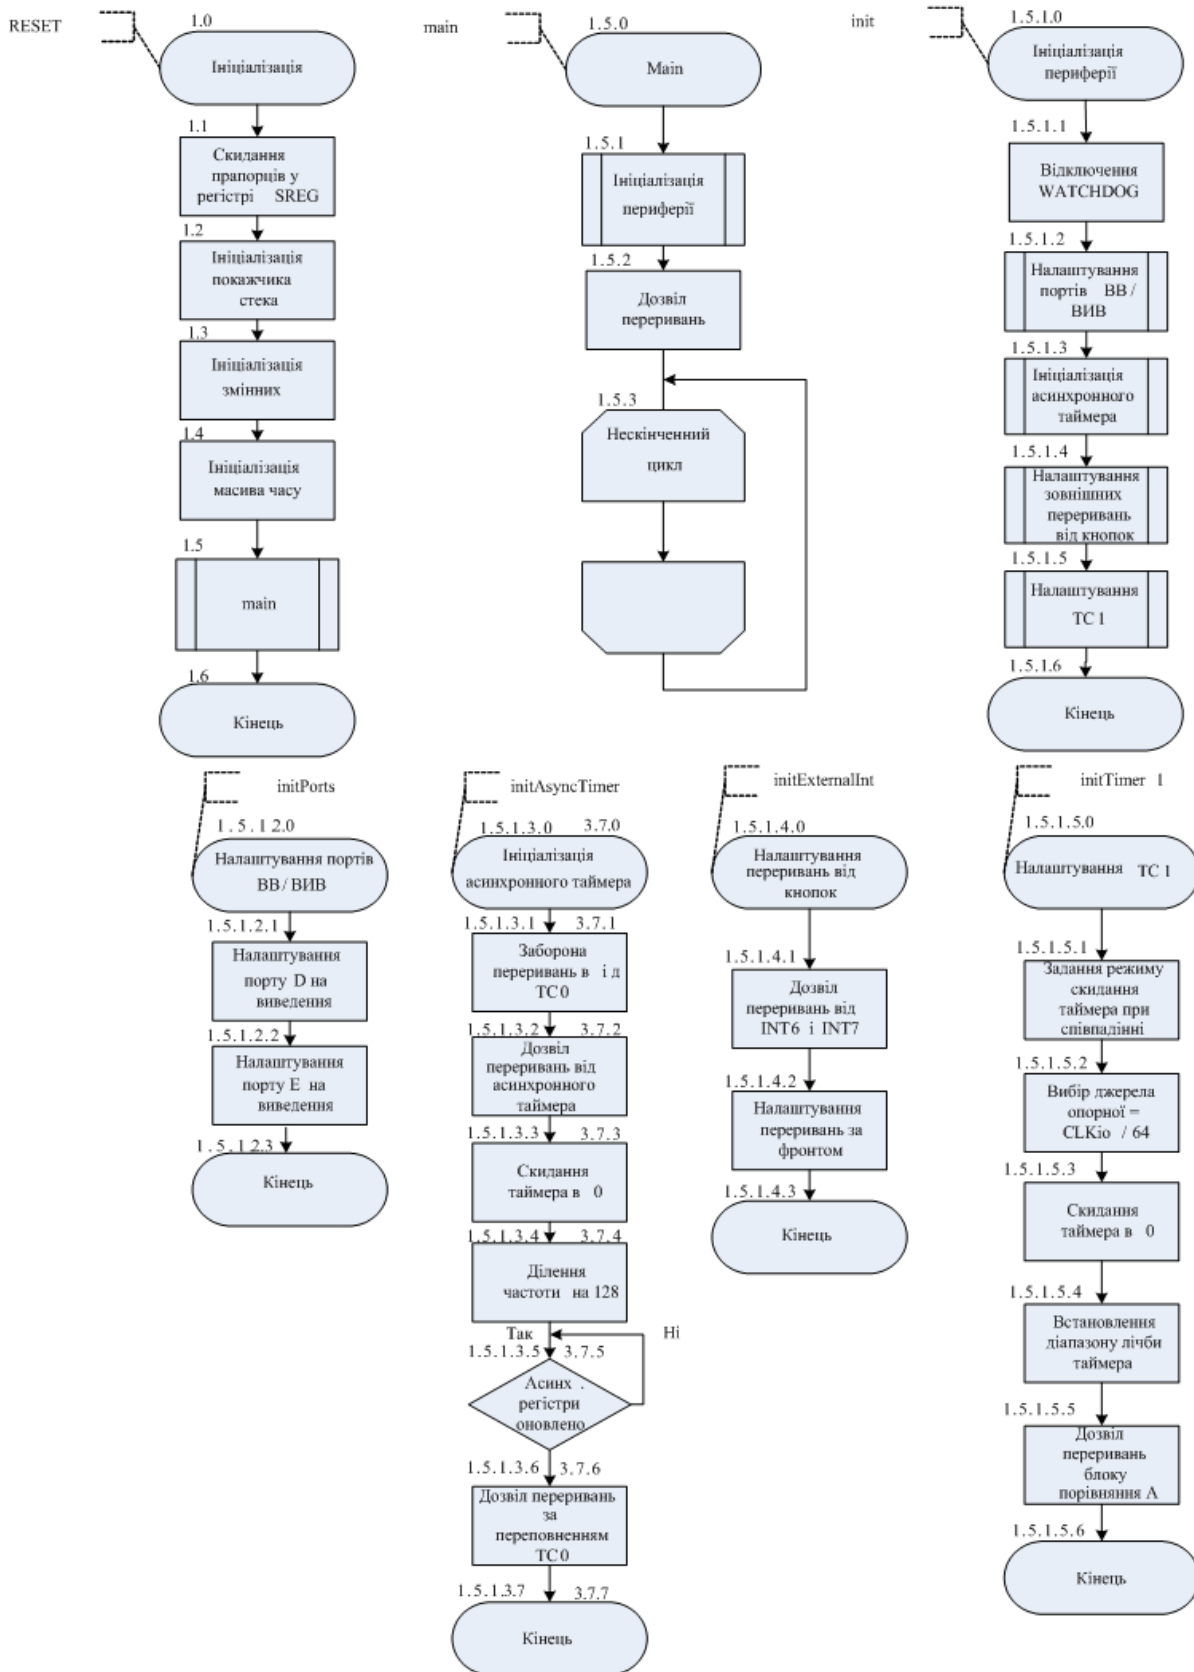 RESET
1.0
Ініціалізація
1.1
Скидання
прапорців у
регістрі SREG
1.2
Ініціалізація
покажчика
стека
1.3
Ініціалізація
змінних
1.4
Ініціалізація
масива часу
1.5
main
1.6
Кінець
main
1.5.0
Main
1.5.1
Ініціалізація
периферії
1.5.2
Дозвіл
переривань
1.5.3
Нескінченний
цикл
init
1.5.1.0
Ініціалізація
периферії
1.5.1.1
Відключення
WATCHDOG
1.5.1.2
Налаштування
портів ВВ /
ВИВ
1.5.1.3
Ініціалізація
асинхронного
таймера
1.5.1.4
Налаштування
зовнішних
переривань
від кнопок
1.5.1.5
Налаштування
TC 1
1.5.1.6
Кінець
initPorts
1.5.1 2.0
Налаштування портів
ВВ / ВИВ
1.5.1.2.1
Налаштування
порту D на
виведення
1.5.1.2.2
Налаштування
порту E на
виведення
1.5.1 2.3
Кінець
initAsyncTimer
1.5.1.3.0 3.7.0
Ініціалізація
асинхронного таймера
1.5.1.3.1 3.7.1
Заборона
переривань в і д
TC 0
1.5.1.3.2 3.7.2
Дозвіл
переривань від
асинхронного
таймера
1.5.1.3.3 3.7.3
Скидання
таймера в 0
1.5.1.3.4 3.7.4
Ділення
частоти на 128
Так Ні
1.5.1.3.5 3.7.5
Асинх .
регістри
оновлено
1.5.1.3.6 3.7.6
Дозвіл переривань
за
переповненням
TC 0
1.5.1.3.7 3.7.7
Кінець
initExternalInt
1.5.1.4.0
Налаштування
переривань від
кнопок
1.5.1.4.1
Дозвіл
переривань від
INT6 і INT7
1.5.1.4.2
Налаштування
переривань за
фронтом
1.5.1.4.3
Кінець
initTimer 1
1.5.1.5.0
Налаштування TC 1
1.5.1.5.1
Задання режиму
скидання
таймера при
співпадінні
1.5.1.5.2
Вибір джерела
опорної =
CLKio / 64
1.5.1.5.3
Скидання
таймера в 0
1.5.1.5.4
Встановлення
діапазону лічби
таймера
1.5.1.5.5
Дозвіл
переривань
блоку
порівняння А
1.5.1.5.6
Кінець